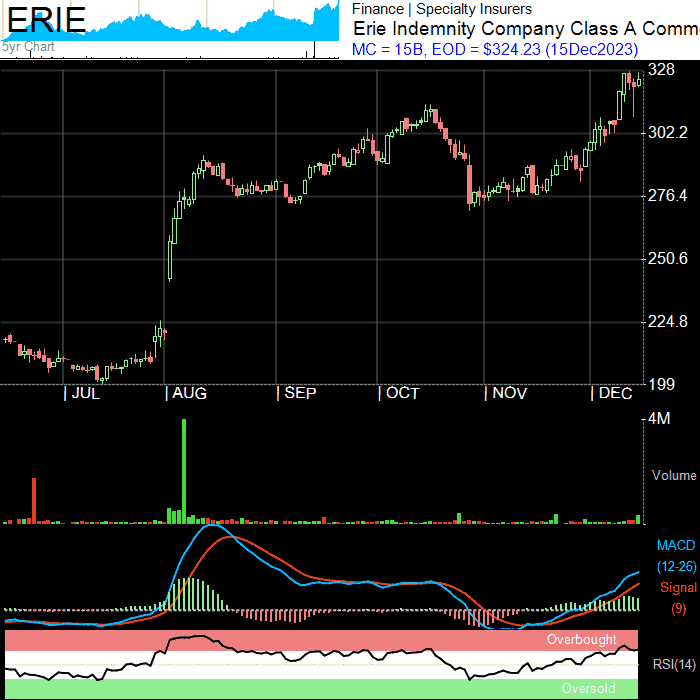 ERIE
5yr Chart
Finance | Specialty Insurers
Erie Indemnity Company Class A Comm
MC = 15B, EOD = $324.23 (15Dec2023)
328
302.2
276.4
250.6
224.8
199
| JUL | AUG | SEP | OCT | NOV | DEC
4M
Volume
MACD
(12-26)
Signal
(9)
Overbought
RSI(14)
Oversold